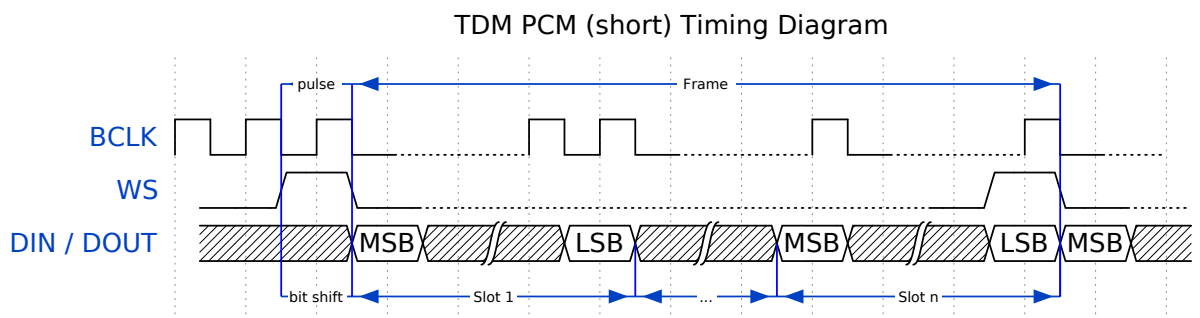 TDM PCM (short) Timing Diagram
pulse Frame
BCLK
WS
DIN / DOUT MSB LSB MSB LSB MSB
bit shift Slot 1 ... Slot n